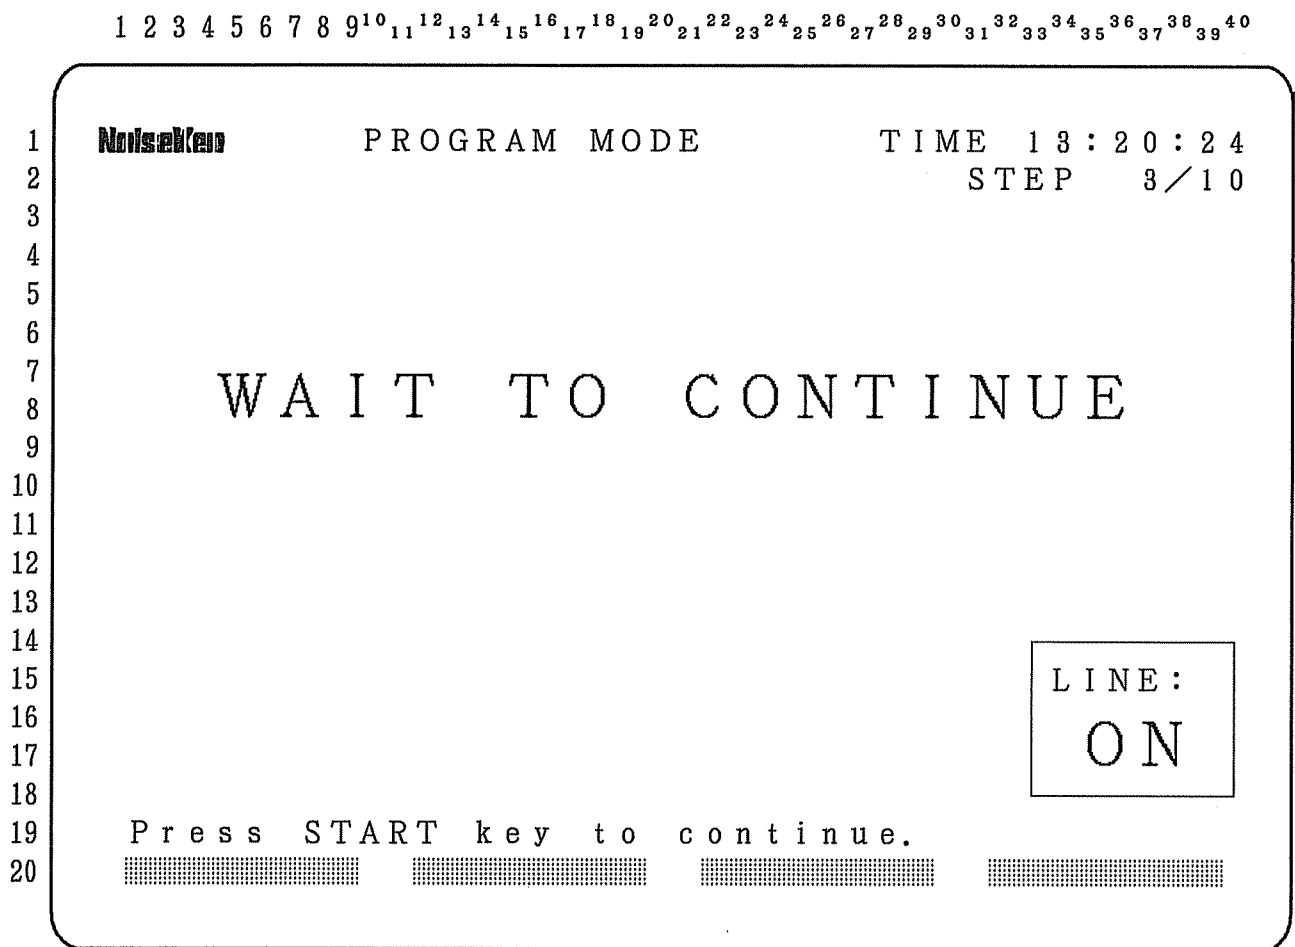 1 2 3 4 5 6 7 8 9 10 11 12 13 14 15 16 17 18 19 20 21 22 23 24 25 26 27 28 29 30 31 32 33 34 35 36 37 38 39 40
1 NoiseKen PROGRAM MODE TIME 13:20:24
2 STEP 3/10
3
4
5
6
7
WAIT TO CONTINUE
8
9
10
11
12
13
14
15 LINE:
16
ON
17
18
19 Press START key to continue.
20